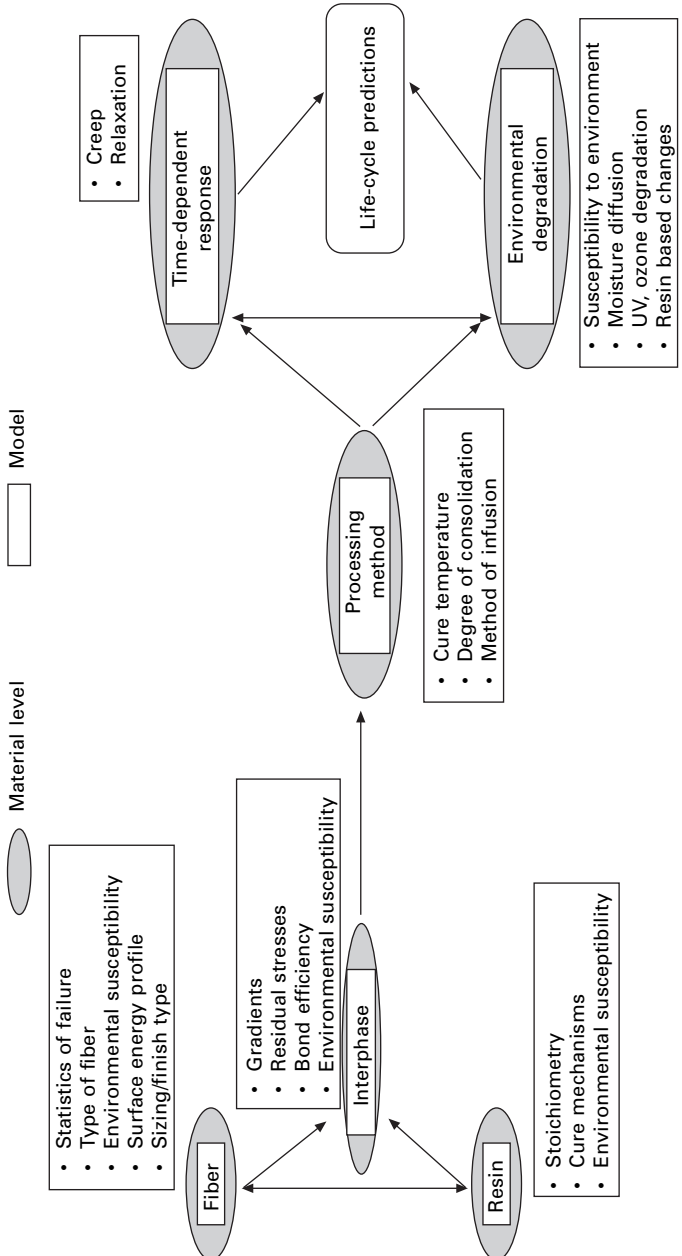 Material level
Model
• Statistics of failure
• Type of fiber
• Environmental susceptibility
• Surface energy profile
• Sizing/finish type
Fiber
• Gradients
• Residual stresses
• Bond efficiency
• Environmental susceptibility
Interphase
Resin
• Stoichiometry
• Cure mechanisms
• Environmental susceptibility
Processing
method
• Cure temperature
• Degree of consolidation
• Method of infusion
• Creep
• Relaxation
Time-dependent
response
Life-cycle predictions
Environmental
degradation
• Susceptibility to environment
• Moisture diffusion
• UV, ozone degradation
• Resin based changes